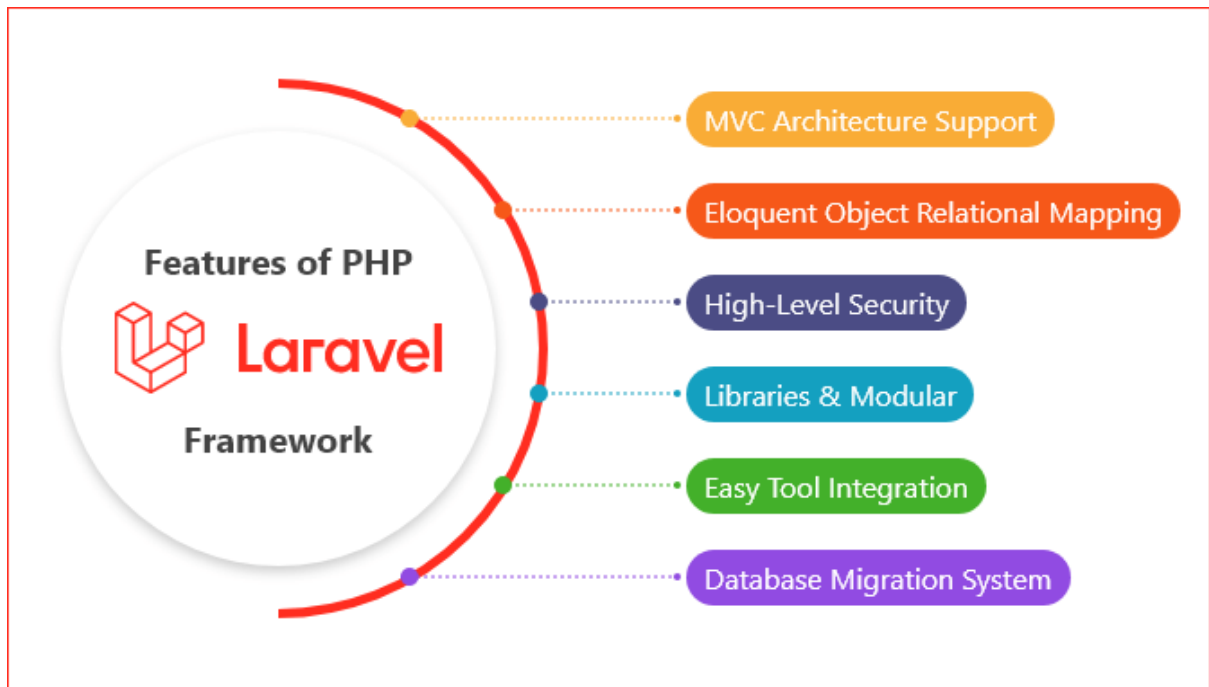 Features of PHP
Laravel
Framework
MVC Architecture Support
Eloquent Object Relational Mapping
High-Level Security
Libraries & Modular
Easy Tool Integration
Database Migration System